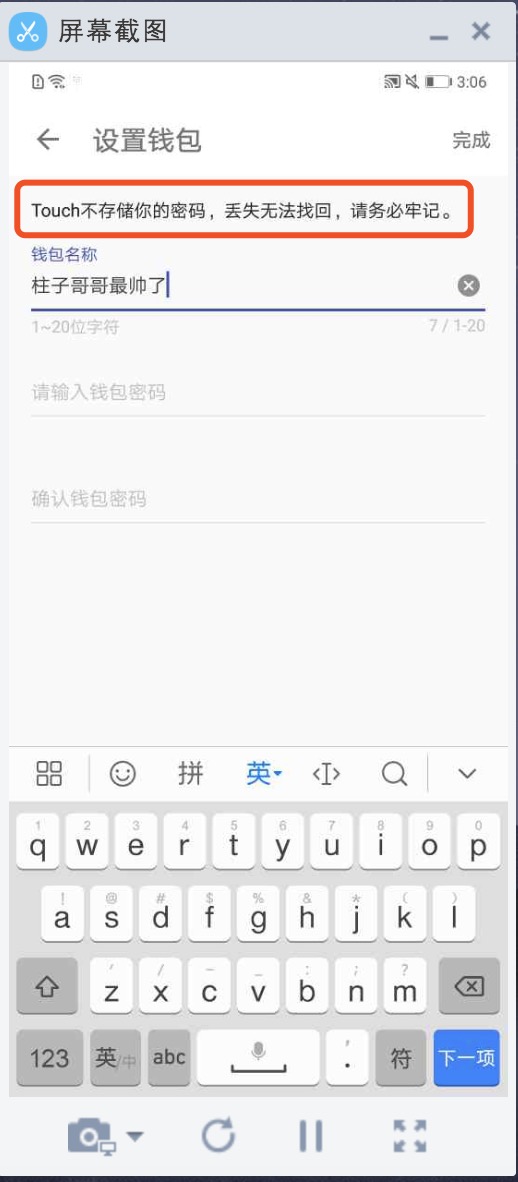 屏幕截图
3:06
设置钱包
完成
Touch不存储你的密码，丢失无法找回，请务必牢记。
钱包名称
柱子哥哥最帅了
1~20位字符 7 / 1-20
请输入钱包密码
确认钱包密码
拼 英
1 2 3 4 5 6 7 8 9 0
q w e r t y u i o p
! @ # $ % & * ( )
a s d f g h j k l
' / - _ : ; ?
z x c v b n m
123 英/中 abc ' . 符 下一项